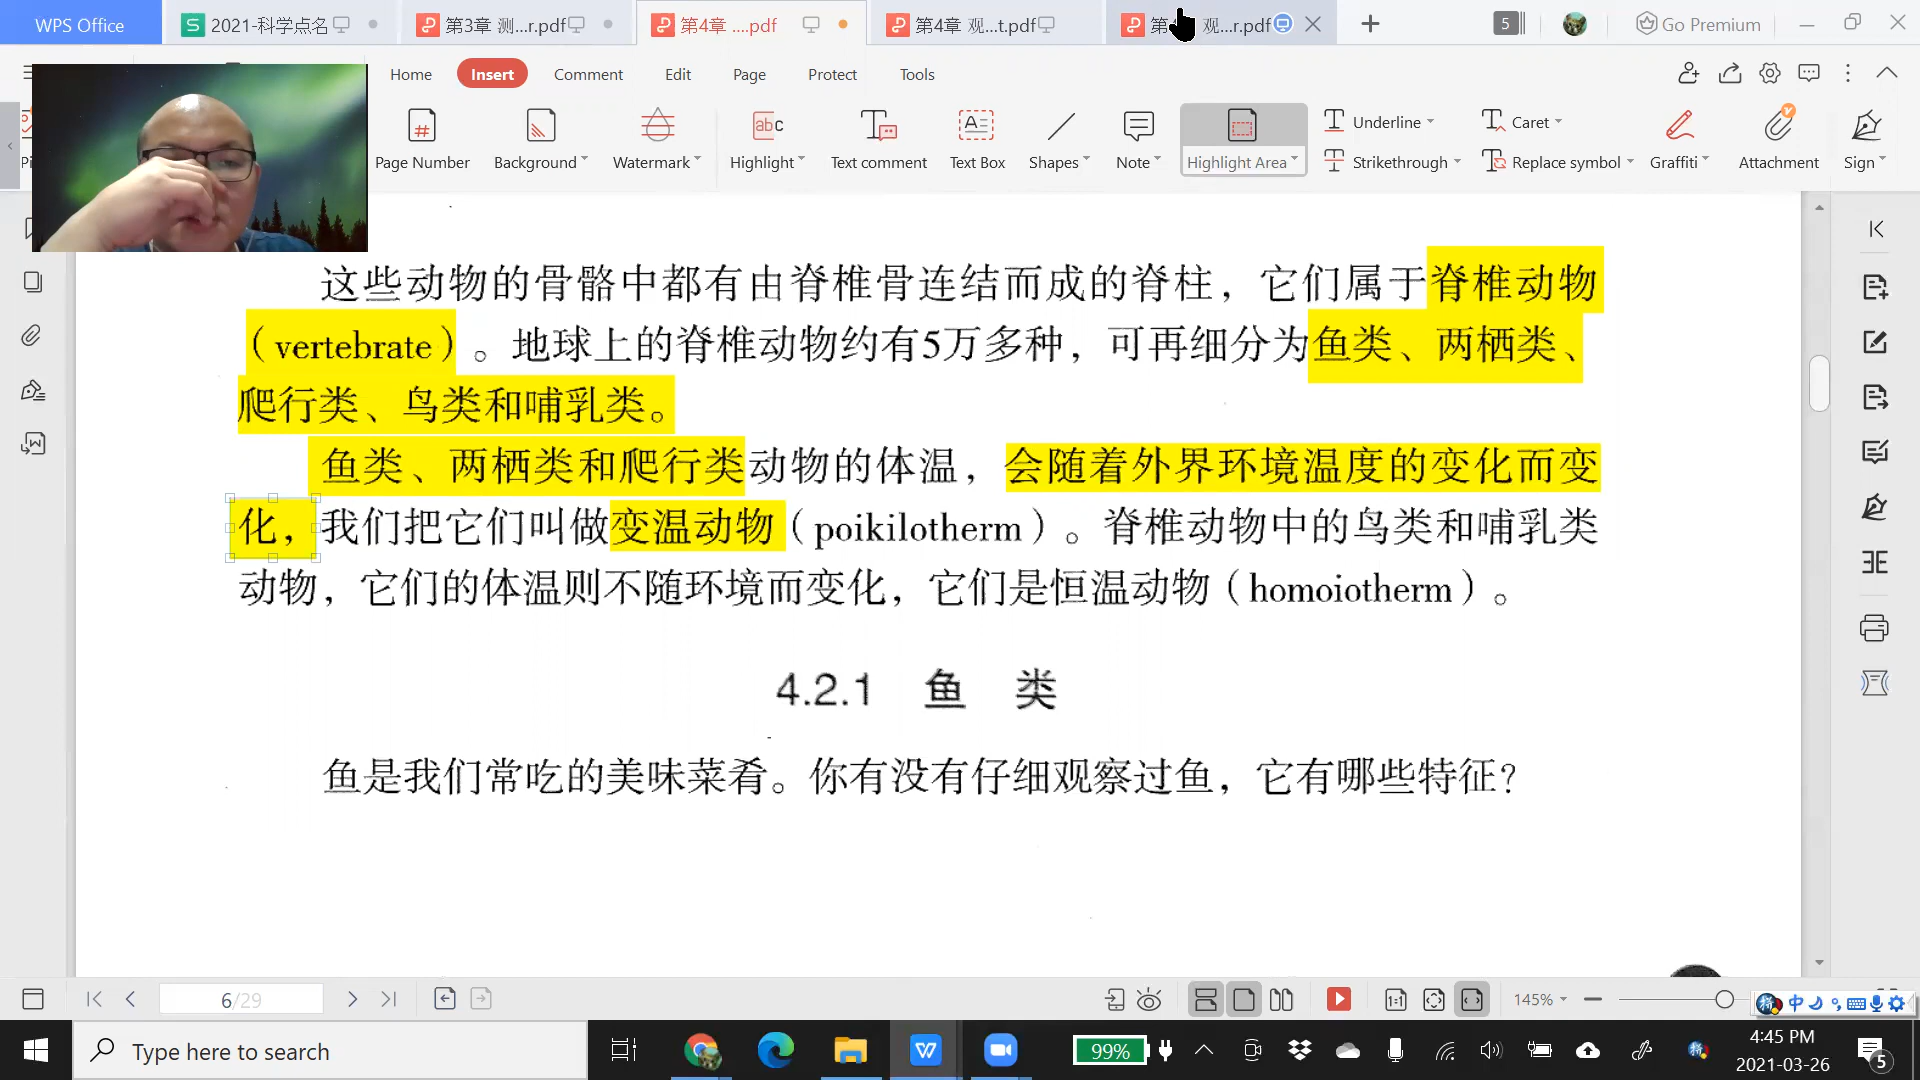 WPS Office
2021-科学点名
第3章 测...r.pdf
第4章 ....pdf
第4章 观...t.pdf
观...r.pdf
5
Go Premium
Home
Insert
Comment
Edit
Page
Protect
Tools
Page Number
Background
Watermark
Highlight
Text comment
Text Box
Shapes
Note
Highlight Area
Underline
Strikethrough
Caret
Replace symbol
Graffiti
Attachment
Sign
这些动物的骨骼中都有由脊椎骨连结而成的脊柱，它们属于脊椎动物
（vertebrate）。地球上的脊椎动物约有5万多种，可再细分为鱼类、两栖类、
爬行类、鸟类和哺乳类。
鱼类、两栖类和爬行类动物的体温，会随着外界环境温度的变化而变
化，我们把它们叫做变温动物（poikilotherm）。脊椎动物中的鸟类和哺乳类
动物，它们的体温则不随环境而变化，它们是恒温动物（homoiotherm）。
4.2.1 鱼 类
鱼是我们常吃的美味菜肴。你有没有仔细观察过鱼，它有哪些特征？
6/29
145%
中
Type here to search
99%
4:45 PM
2021-03-26
5